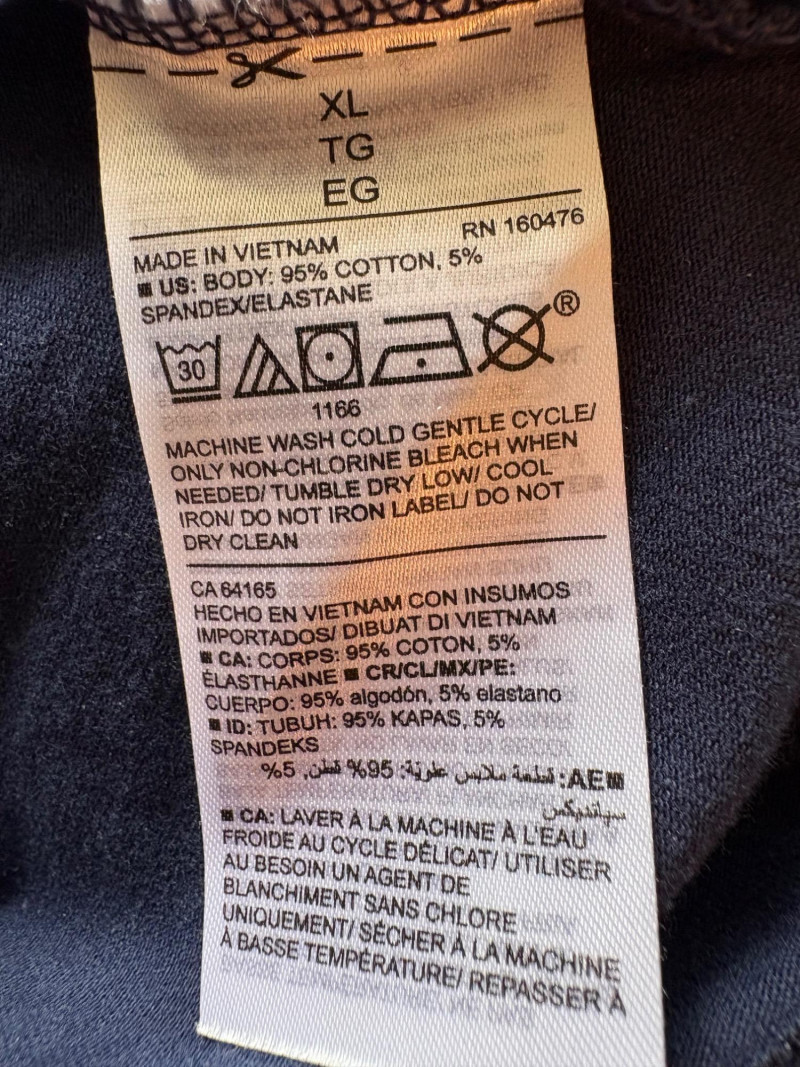 XL
TG
EG
RN 160476
MADE IN VIETNAM
■ US: BODY: 95% COTTON, 5%
SPANDEX/ELASTANE
30
®
1166
MACHINE WASH COLD GENTLE CYCLE/
ONLY NON-CHLORINE BLEACH WHEN
NEEDED/ TUMBLE DRY LOW/ COOL
IRON/ DO NOT IRON LABEL/ DO NOT
DRY CLEAN
CA 64165
HECHO EN VIETNAM CON INSUMOS
IMPORTADOS/ DIBUAT DI VIETNAM
■ CA: CORPS: 95% COTON, 5%
ÉLASTHANNE ■ CR/CL/MX/PE:
CUERPO: 95% algodón, 5% elastano
■ ID: TUBUH: 95% KAPAS, 5%
SPANDEKS
■AE: قطعة ملابس علويّة: 95% قطن, 5%
سپانديكس
■ CA: LAVER À LA MACHINE À L'EAU
FROIDE AU CYCLE DÉLICAT/ UTILISER
AU BESOIN UN AGENT DE
BLANCHIMENT SANS CHLORE
UNIQUEMENT/ SÉCHER À LA MACHINE
À BASSE TEMPÉRATURE/ REPASSER À